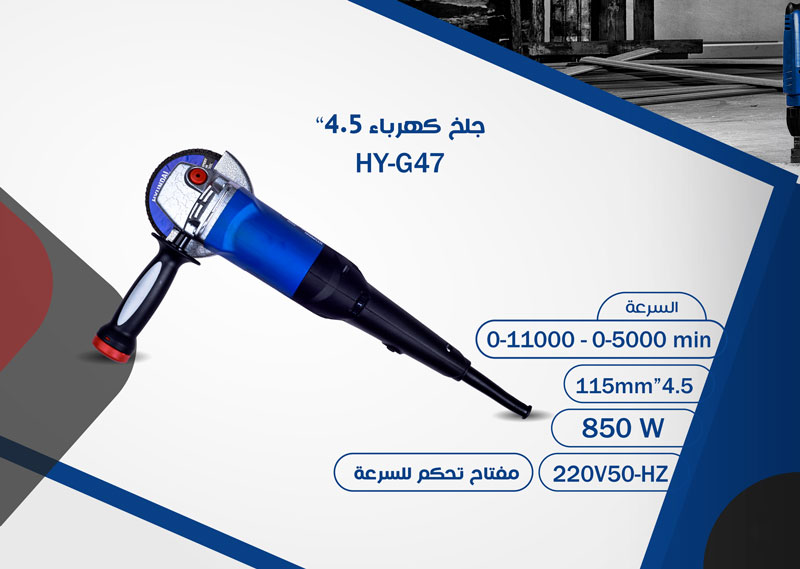 جلخ كهرباء 4.5“
HY-G47
HYUNDAI
السرعة
0-11000 - 0-5000 min
115mm”4.5
850 W
220V50-HZ
مفتاح تحكم للسرعة